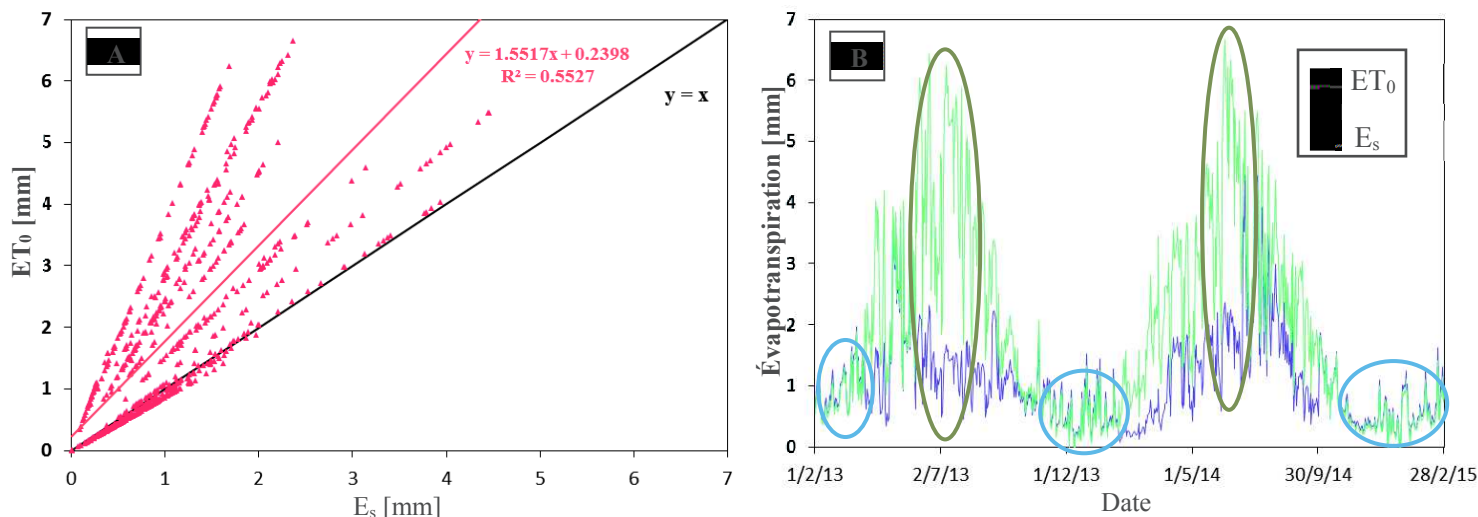 A
7
6
5
4
3
2
1
0
ET₀ [mm]
y = 1.5517x + 0.2398
R² = 0.5527
y = x
0 1 2 3 4 5 6 7
Eₛ [mm]
B
7
6
5
4
3
2
1
0
Évapotranspiration [mm]
ET₀
Eₛ
1/2/13 2/7/13 1/12/13 1/5/14 30/9/14 28/2/15
Date